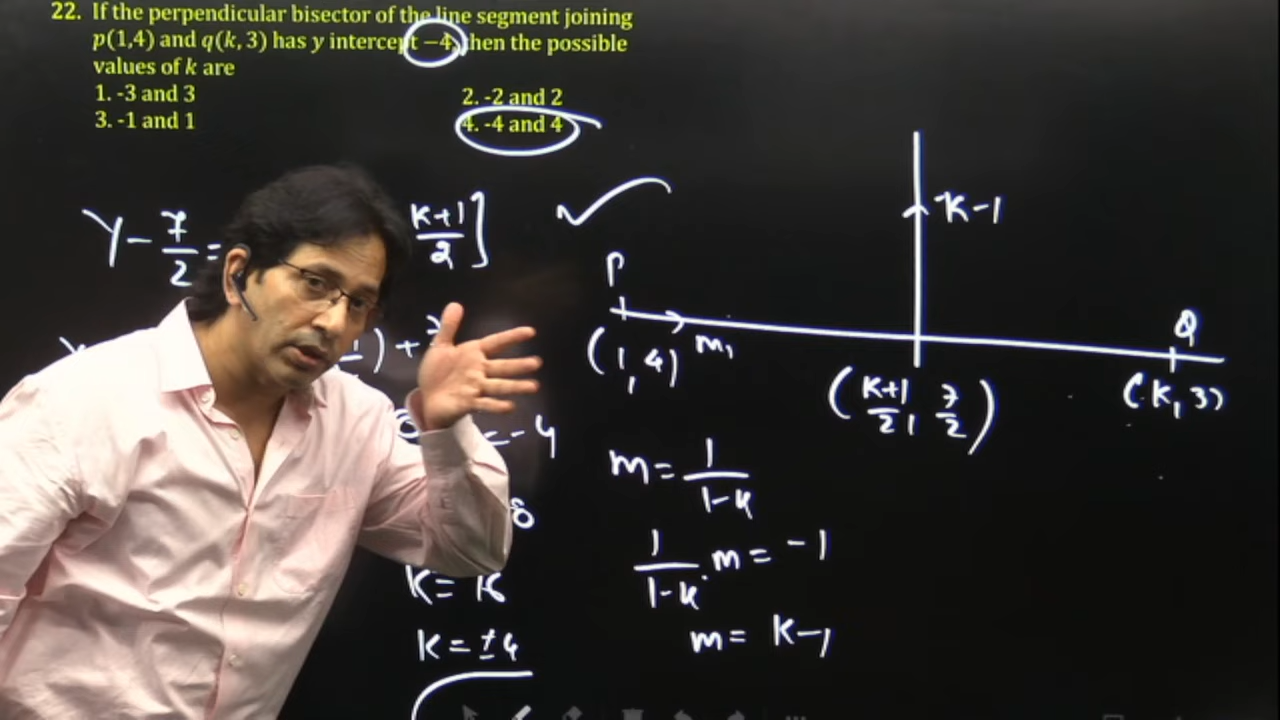 22. If the perpendicular bisector of the line segment joining
p(1,4) and q(k, 3) has y intercept −4, then the possible
values of k are
1. -3 and 3
2. -2 and 2
3. -1 and 1
4. -4 and 4
Y - 7/2 = k+1/2 ]
) +
= -4
8
K = 16
k = ±4
K-1
P
Q
(1, 4)
m₁
(k+1/2, 7/2)
(k, 3)
m = 1/1-k
1/1-k . m = -1
m = k-1